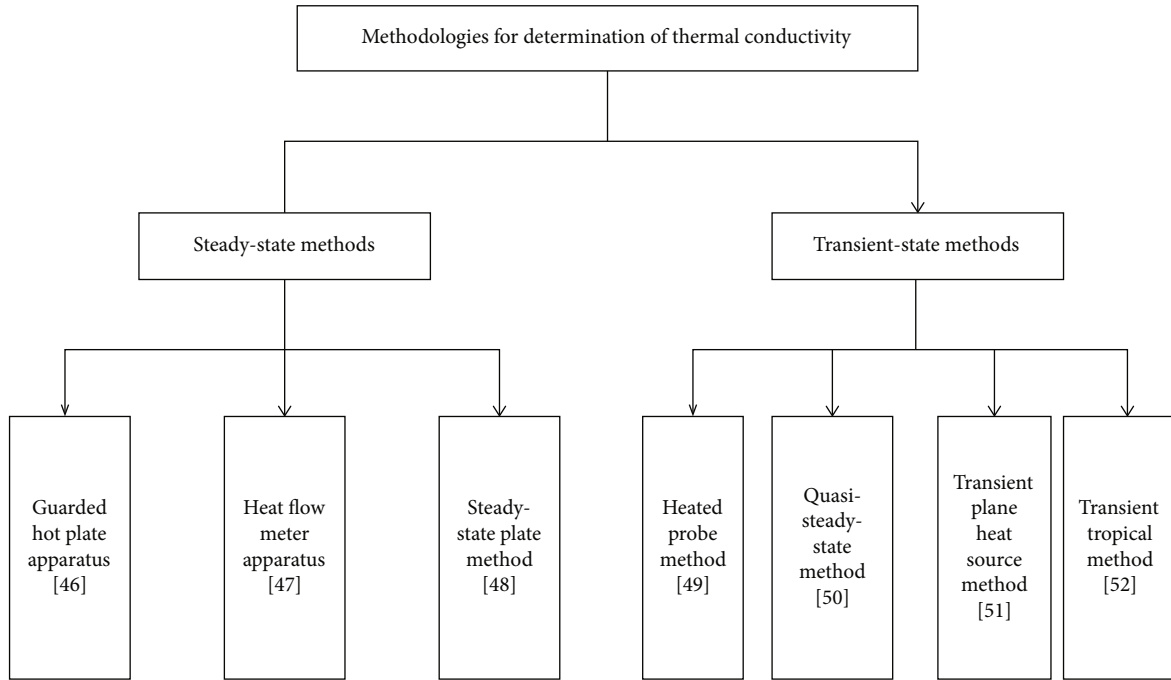 Methodologies for determination of thermal conductivity
Steady-state methods
Transient-state methods
Guarded
hot plate
apparatus
[46]
Heat flow
meter
apparatus
[47]
Steady-
state plate
method
[48]
Heated
probe
method
[49]
Quasi-
steady-
state
method
[50]
Transient
plane
heat
source
method
[51]
Transient
tropical
method
[52]